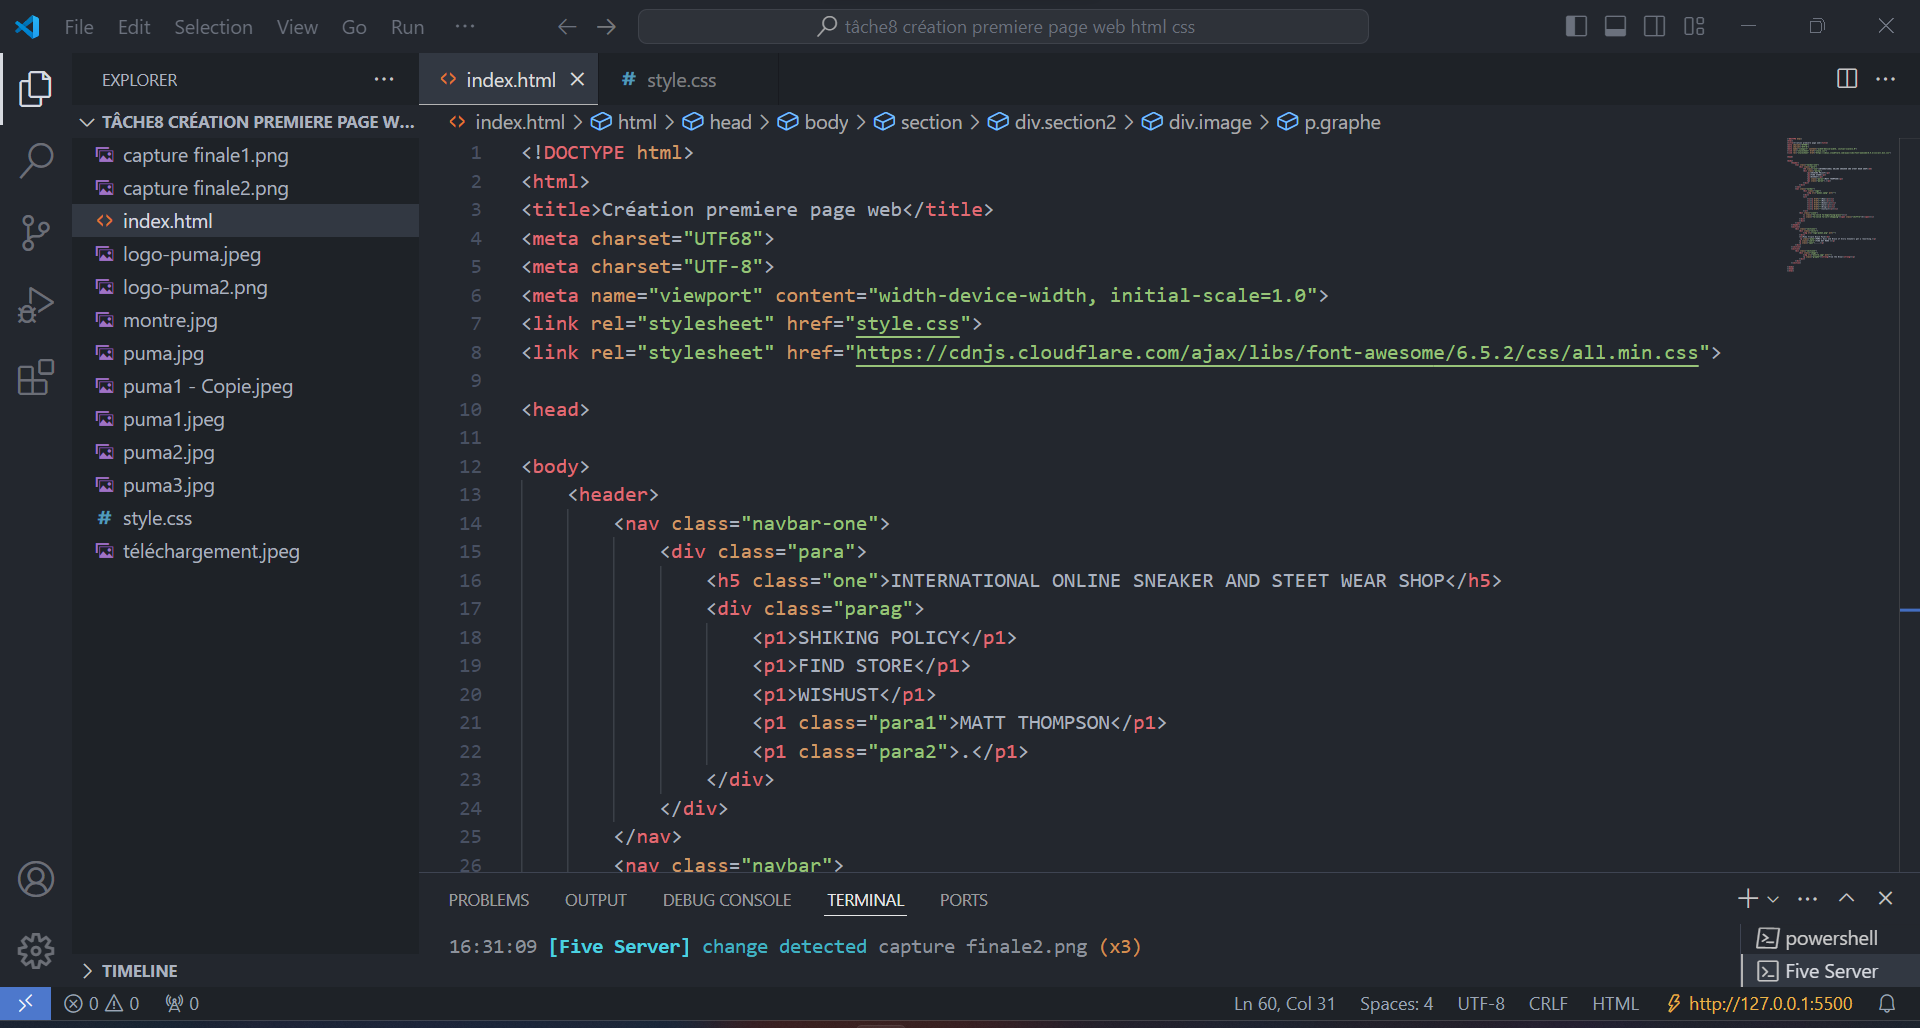 File Edit Selection View Go Run ··· tâche8 création premiere page web html css
EXPLORER
TÂCHE8 CRÉATION PREMIERE PAGE W...
capture finale1.png
capture finale2.png
index.html
logo-puma.jpeg
logo-puma2.png
montre.jpg
puma.jpg
puma1 - Copie.jpeg
puma1.jpeg
puma2.jpg
puma3.jpg
style.css
téléchargement.jpeg
TIMELINE
index.html style.css
index.html > html > head > body > section > div.section2 > div.image > p.graphe
1 <!DOCTYPE html>
2 <html>
3 <title>Création premiere page web</title>
4 <meta charset="UTF68">
5 <meta charset="UTF-8">
6 <meta name="viewport" content="width-device-width, initial-scale=1.0">
7 <link rel="stylesheet" href="style.css">
8 <link rel="stylesheet" href="https://cdnjs.cloudflare.com/ajax/libs/font-awesome/6.5.2/css/all.min.css">
9
10 <head>
11
12 <body>
13 <header>
14 <nav class="navbar-one">
15 <div class="para">
16 <h5 class="one">INTERNATIONAL ONLINE SNEAKER AND STEET WEAR SHOP</h5>
17 <div class="parag">
18 <p1>SHIKING POLICY</p1>
19 <p1>FIND STORE</p1>
20 <p1>WISHUST</p1>
21 <p1 class="para1">MATT THOMPSON</p1>
22 <p1 class="para2">.</p1>
23 </div>
24 </div>
25 </nav>
26 <nav class="navbar">
PROBLEMS OUTPUT DEBUG CONSOLE TERMINAL PORTS
16:31:09 [Five Server] change detected capture finale2.png (x3)
powershell
Five Server
0 0 0 Ln 60, Col 31 Spaces: 4 UTF-8 CRLF HTML http://127.0.0.1:5500